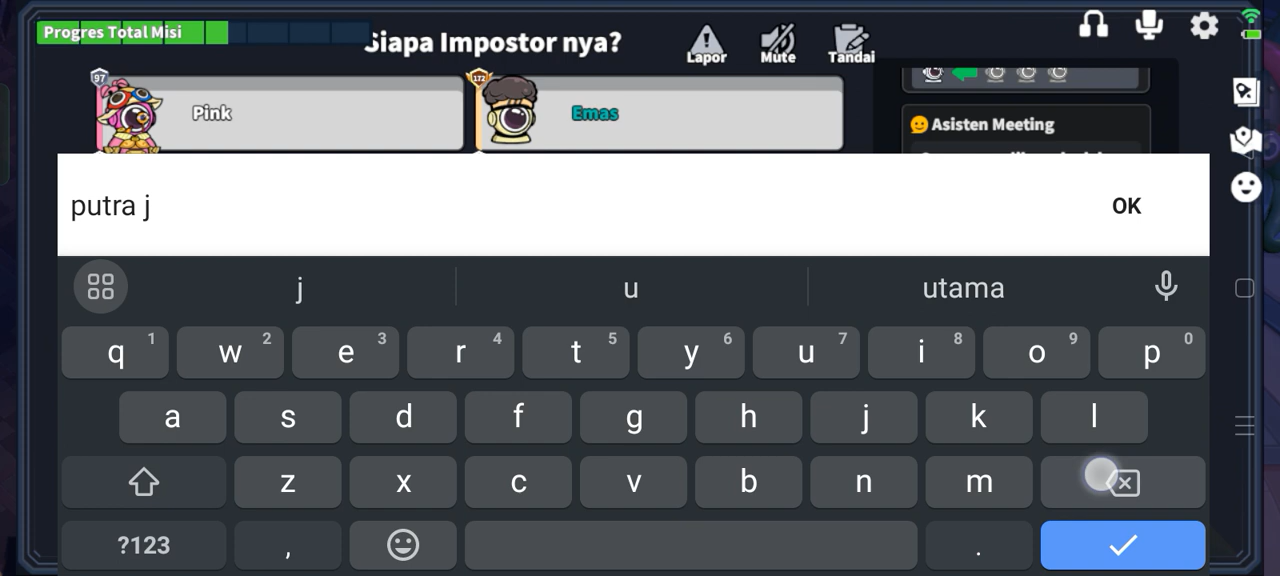 Progres Total Misi
Siapa Impostor nya?
Lapor
Mute
Tandai
97
Pink
172
Emas
Asisten Meeting
putra j
OK
j
u
utama
q 1 w 2 e 3 r 4 t 5 y 6 u 7 i 8 o 9 p 0
a s d f g h j k l
z x c v b n m
?123 , .